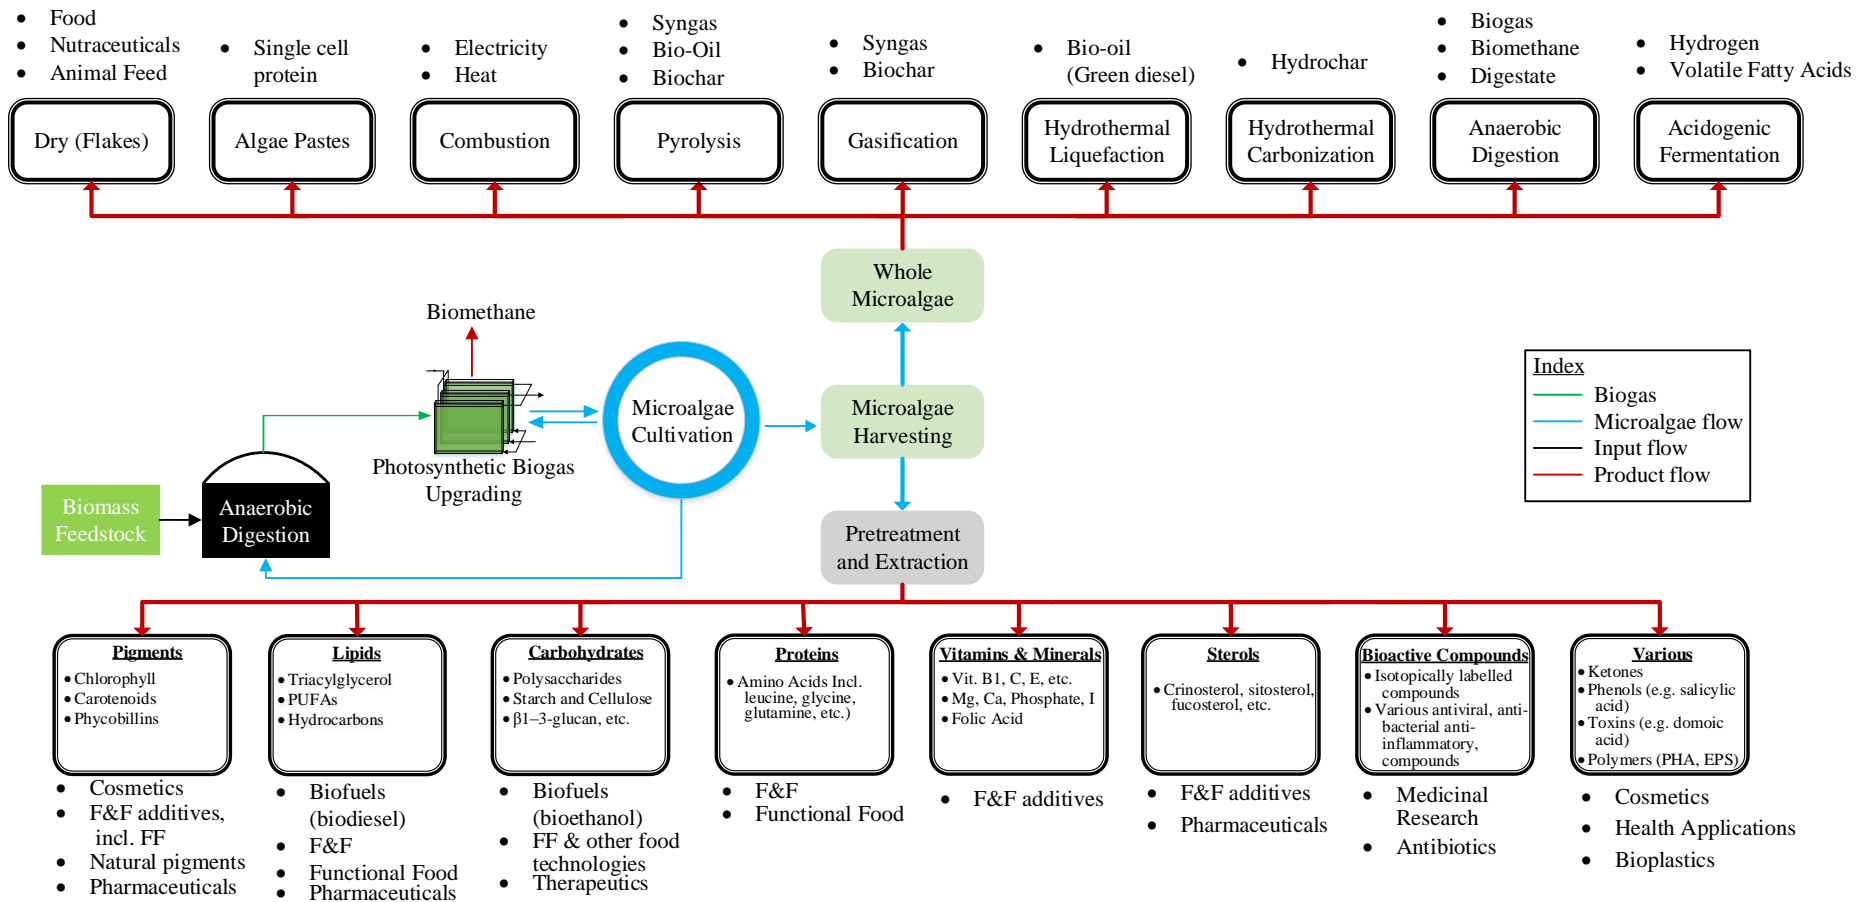 • Food
• Nutraceuticals
• Animal Feed
• Single cell
protein
• Electricity
• Heat
• Syngas
• Bio-Oil
• Biochar
• Syngas
• Biochar
• Bio-oil
(Green diesel)
• Hydrochar
• Biogas
• Biomethane
• Digestate
• Hydrogen
• Volatile Fatty Acids
Dry (Flakes)
Algae Pastes
Combustion
Pyrolysis
Gasification
Hydrothermal
Liquefaction
Hydrothermal
Carbonization
Anaerobic
Digestion
Acidogenic
Fermentation
Whole
Microalgae
Biomethane
Microalgae
Cultivation
Microalgae
Harvesting
Photosynthetic Biogas
Upgrading
Biomass
Feedstock
Anaerobic
Digestion
Pretreatment
and Extraction
Index
Biogas
Microalgae flow
Input flow
Product flow
Pigments
• Chlorophyll
• Carotenoids
• Phycobillins
• Cosmetics
• F&F additives,
incl. FF
• Natural pigments
• Pharmaceuticals
Lipids
• Triacylglycerol
• PUFAs
• Hydrocarbons
• Biofuels
(biodiesel)
• F&F
• Functional Food
• Pharmaceuticals
Carbohydrates
• Polysaccharides
• Starch and Cellulose
• β1–3-glucan, etc.
• Biofuels
(bioethanol)
• FF & other food
technologies
• Therapeutics
Proteins
• Amino Acids Incl.
leucine, glycine,
glutamine, etc.)
• F&F
• Functional Food
Vitamins & Minerals
• Vit. B1, C, E, etc.
• Mg, Ca, Phosphate, I
• Folic Acid
• F&F additives
Sterols
• Crinosterol, sitosterol,
fucosterol, etc.
• F&F additives
• Pharmaceuticals
Bioactive Compounds
• Isotopically labelled
compounds
• Various antiviral, anti-
bacterial anti-
inflammatory,
compounds
• Medicinal
Research
• Antibiotics
Various
• Ketones
• Phenols (e.g. salicylic
acid)
• Toxins (e.g. domoic
acid)
• Polymers (PHA, EPS)
• Cosmetics
• Health Applications
• Bioplastics